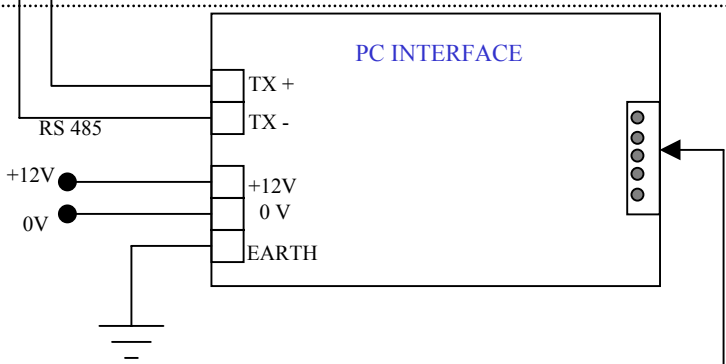 PC INTERFACE
TX +
TX -
RS 485
+12V
+12V
0V
0 V
EARTH